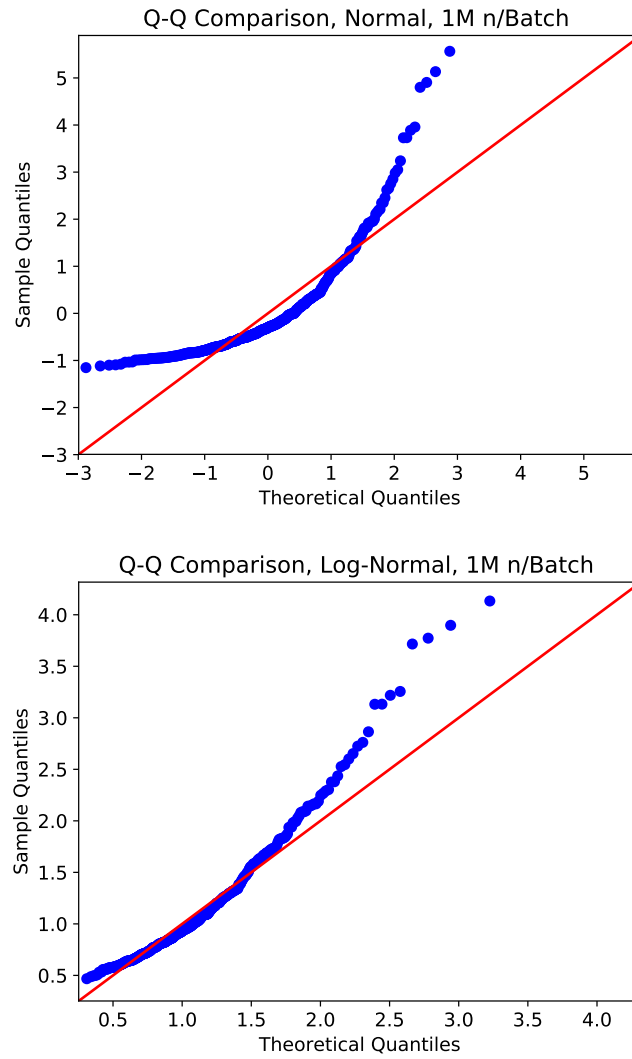 Q-Q Comparison, Normal, 1M n/Batch
5
4
3
2
1
0
−1
−2
−3
Sample Quantiles
−3 −2 −1 0 1 2 3 4 5
Theoretical Quantiles
Q-Q Comparison, Log-Normal, 1M n/Batch
4.0
3.5
3.0
2.5
2.0
1.5
1.0
0.5
Sample Quantiles
0.5 1.0 1.5 2.0 2.5 3.0 3.5 4.0
Theoretical Quantiles